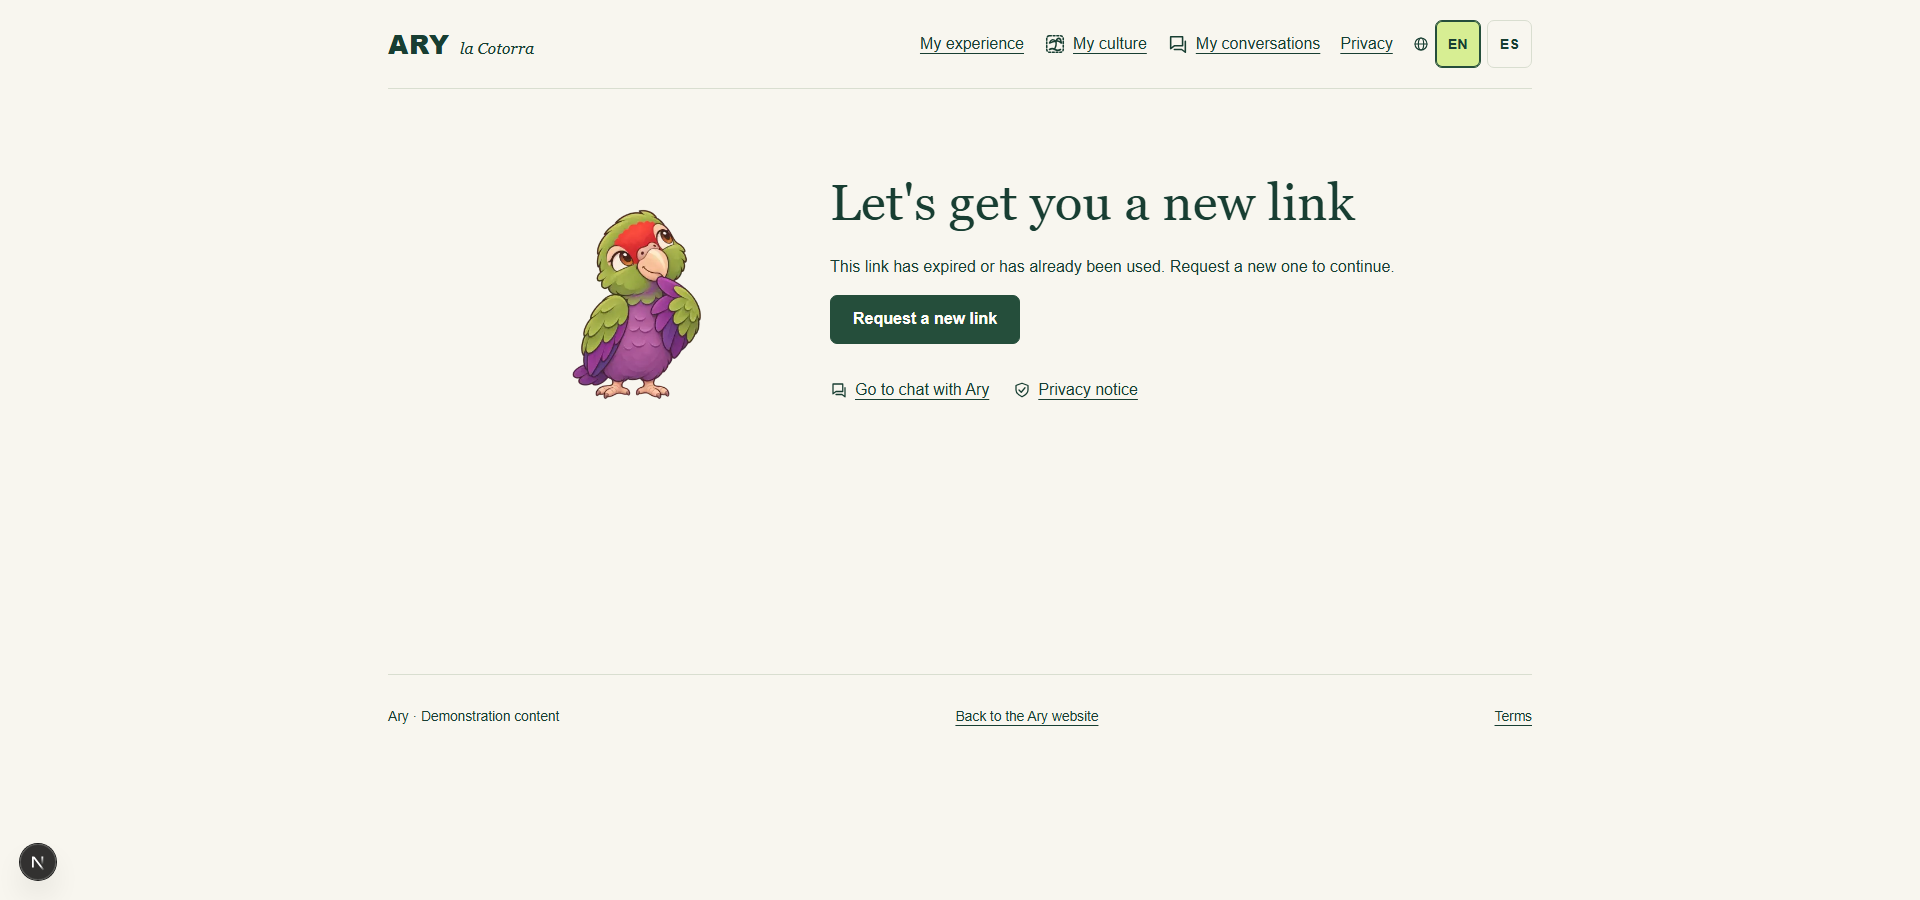 ARY la Cotorra
My experience
My culture
My conversations
Privacy
EN
ES
Let's get you a new link
This link has expired or has already been used. Request a new one to continue.
Request a new link
Go to chat with Ary
Privacy notice
Ary · Demonstration content
Back to the Ary website
Terms
N